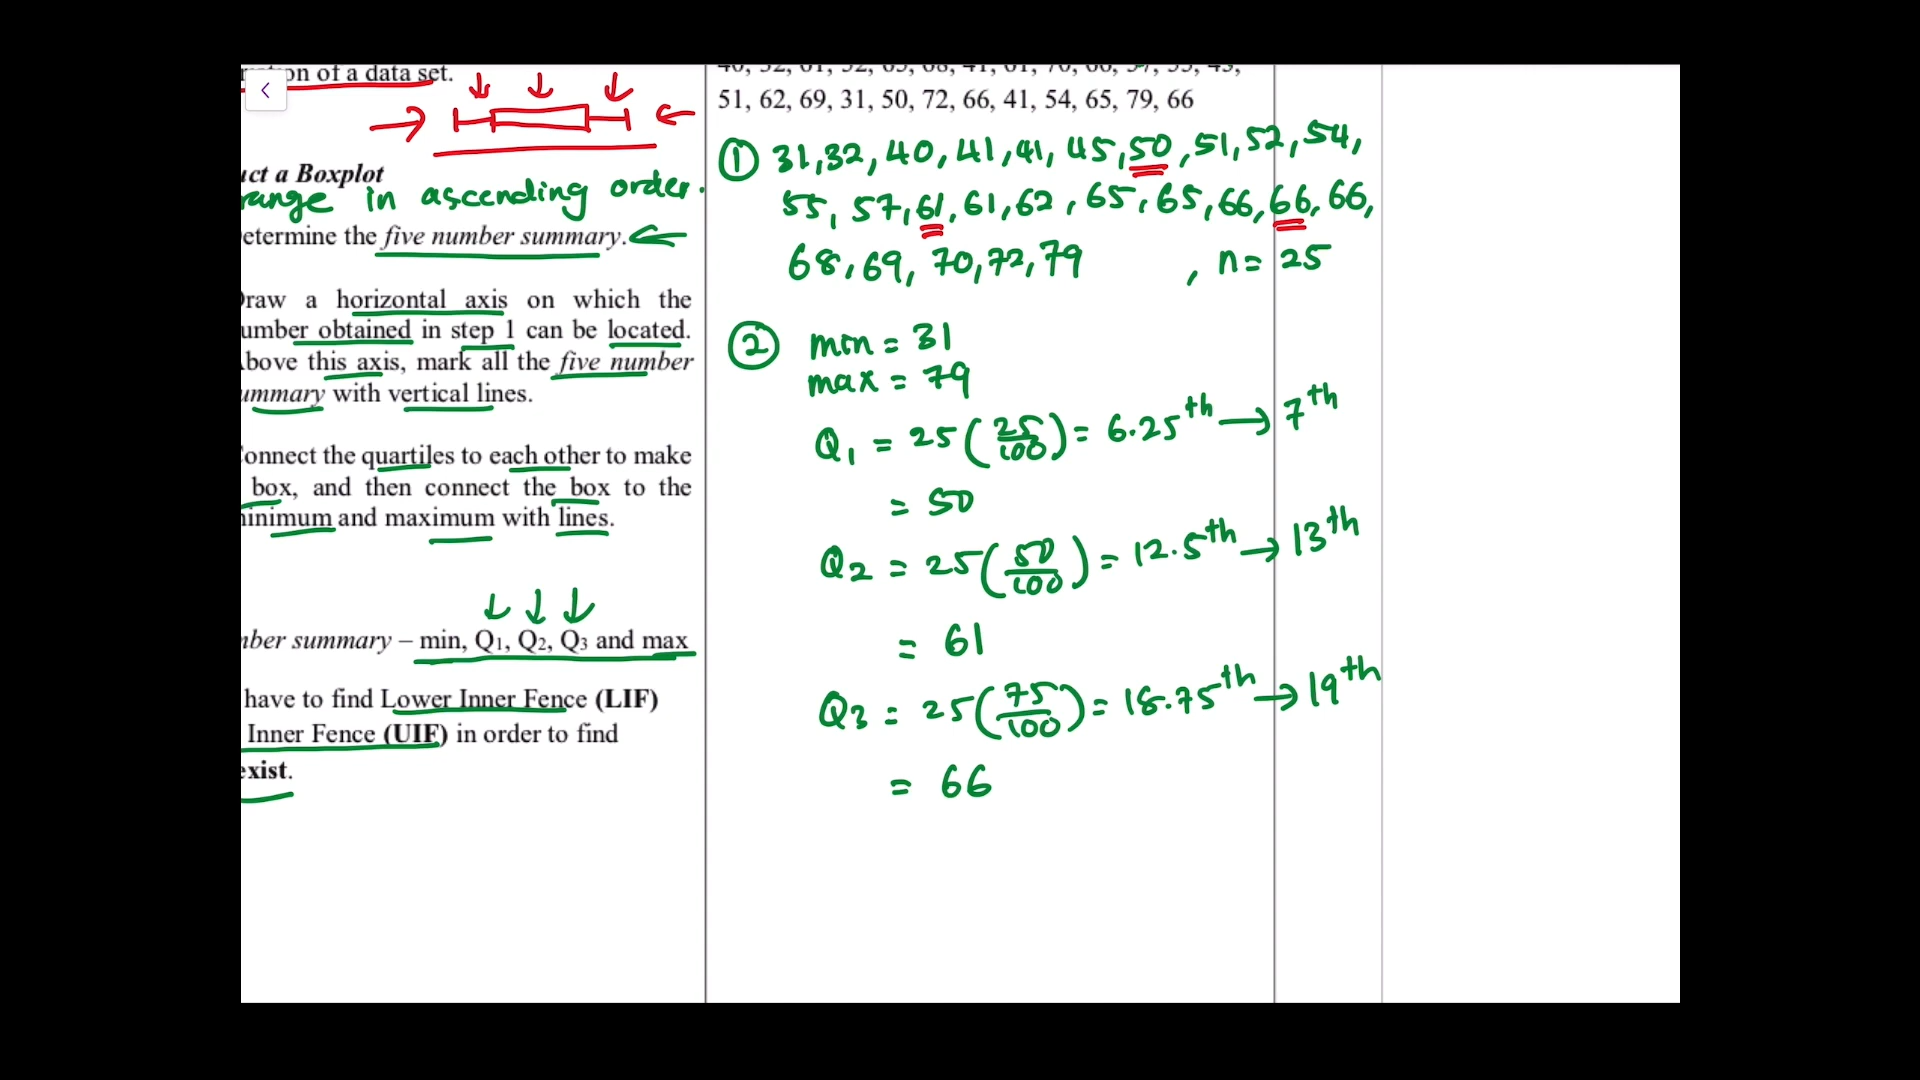 on of a data set.
uct a Boxplot
range in ascending order.
etermine the five number summary.
Draw a horizontal axis on which the
umber obtained in step 1 can be located.
bove this axis, mark all the five number
ummary with vertical lines.
onnect the quartiles to each other to make
box, and then connect the box to the
inimum and maximum with lines.
ber summary – min, Q1, Q2, Q3 and max
have to find Lower Inner Fence (LIF)
Inner Fence (UIF) in order to find
exist.
51, 62, 69, 31, 50, 72, 66, 41, 54, 65, 79, 66
① 31, 32, 40, 41, 41, 45, 50, 51, 52, 54,
55, 57, 61, 61, 62, 65, 65, 66, 66, 66,
68, 69, 70, 72, 79 , n = 25
② min = 31
max = 79
Q1 = 25 (25/100) = 6.25th → 7th
= 50
Q2 = 25 (50/100) = 12.5th → 13th
= 61
Q3 = 25 (75/100) = 18.75th → 19th
= 66